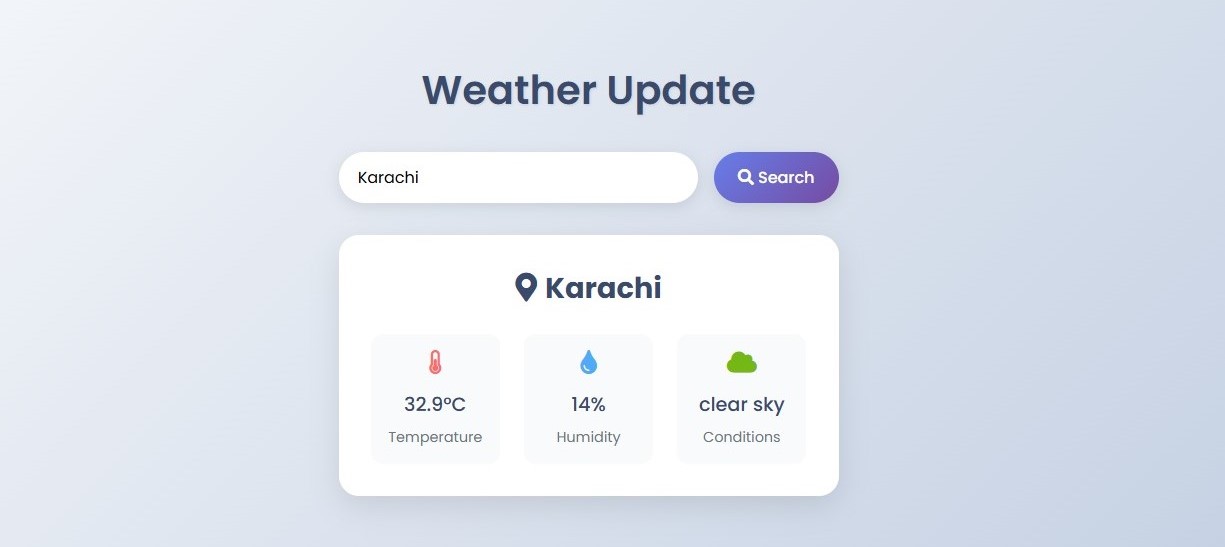 Weather Update
Karachi
Search
Karachi
32.9°C
14%
clear sky
Temperature
Humidity
Conditions